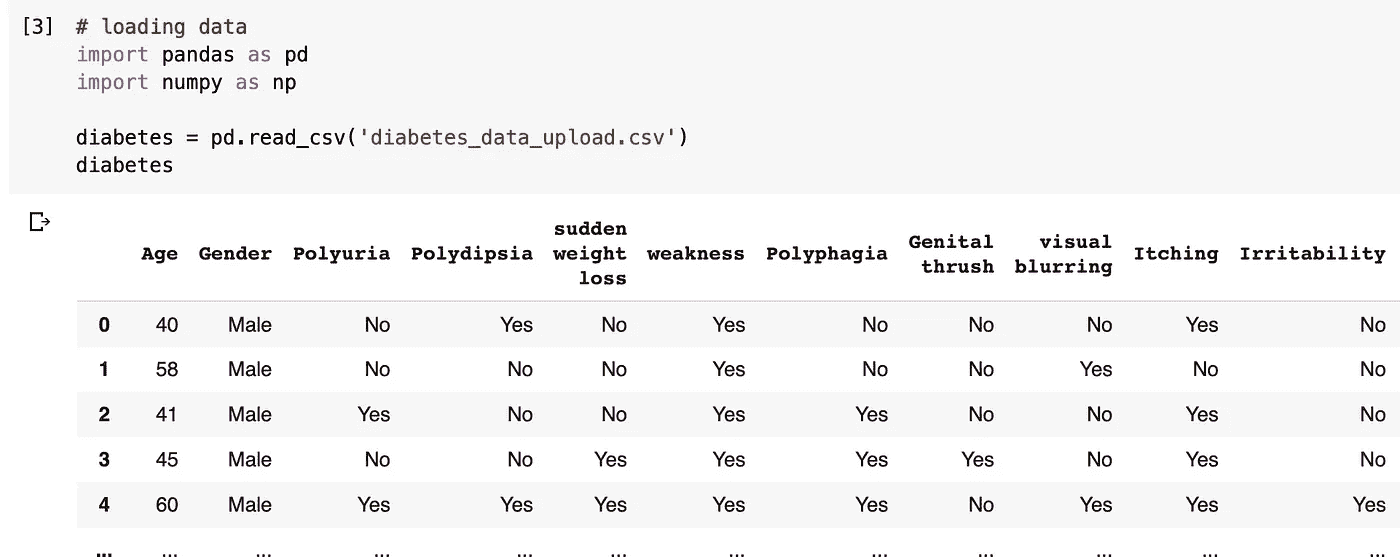 [3] # loading data
import pandas as pd
import numpy as np
diabetes = pd.read_csv('diabetes_data_upload.csv')
diabetes
Age Gender Polyuria Polydipsia sudden weight loss weakness Polyphagia Genital thrush visual blurring Itching Irritability
0 40 Male No Yes No Yes No No No Yes No
1 58 Male No No No Yes No No Yes No No
2 41 Male Yes No No Yes Yes No No Yes No
3 45 Male No No Yes Yes Yes Yes No Yes No
4 60 Male Yes Yes Yes Yes Yes No Yes Yes Yes
... ... ... ... ... ... ... ... ... ... ... ...